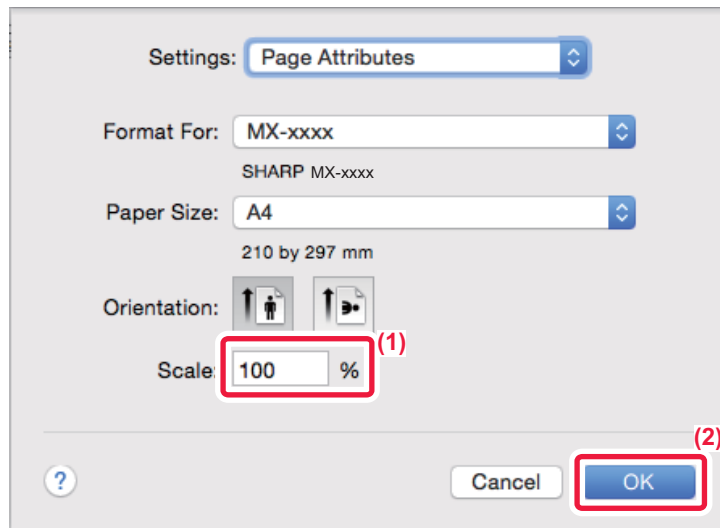 Settings: Page Attributes
Format For: MX-xxxx
SHARP MX-xxxx
Paper Size: A4
210 by 297 mm
Orientation:
(1)
Scale: 100 %
(2)
? Cancel OK